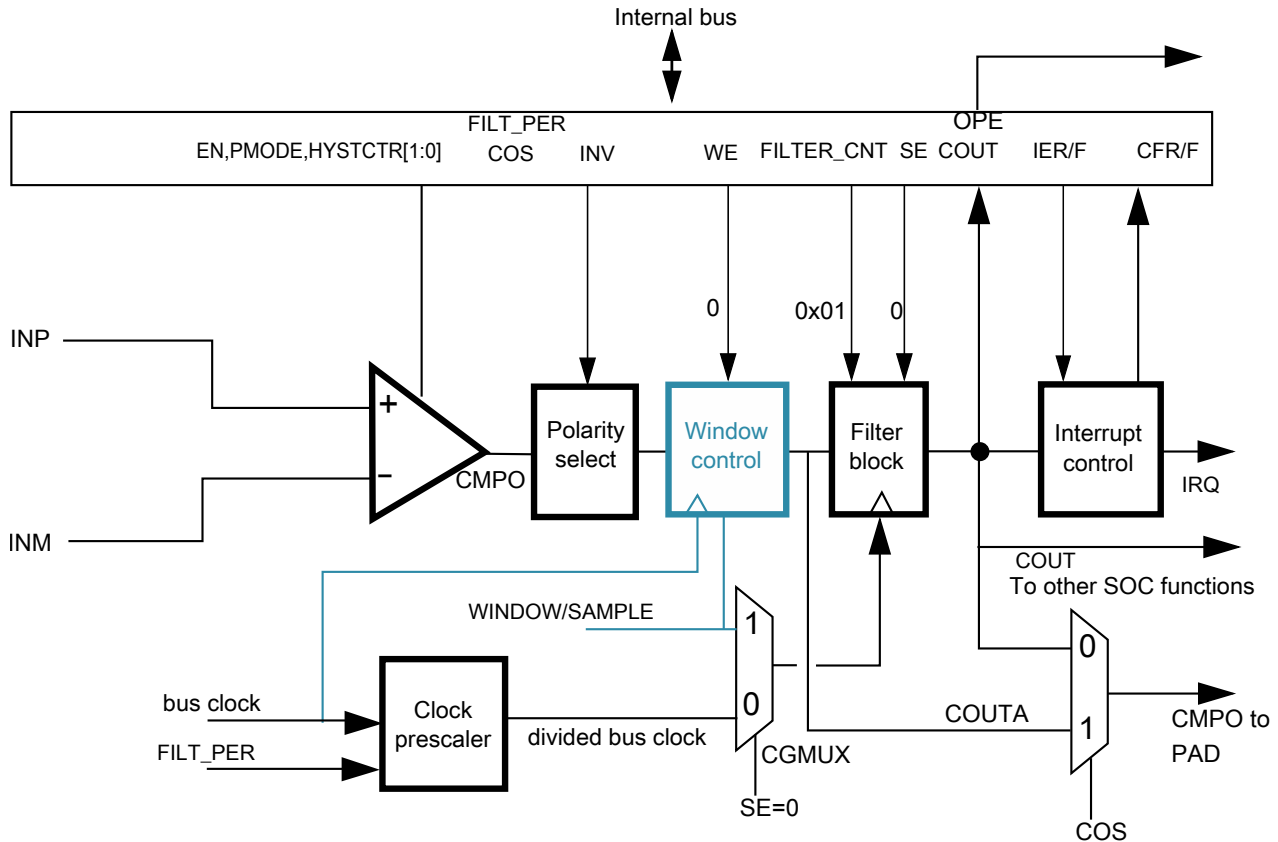 Internal bus
FILT_PER
OPE
EN,PMODE,HYSTCTR[1:0]
COS
INV
WE
FILTER_CNT
SE
COUT
IER/F
CFR/F
0
0x01
0
INP
+
Polarity
select
Window
control
Filter
block
Interrupt
control
−
CMPO
IRQ
INM
COUT
To other SOC functions
WINDOW/SAMPLE
1
0
0
bus clock
Clock
prescaler
divided bus clock
COUTA
1
CMPO to
PAD
FILT_PER
CGMUX
SE=0
COS